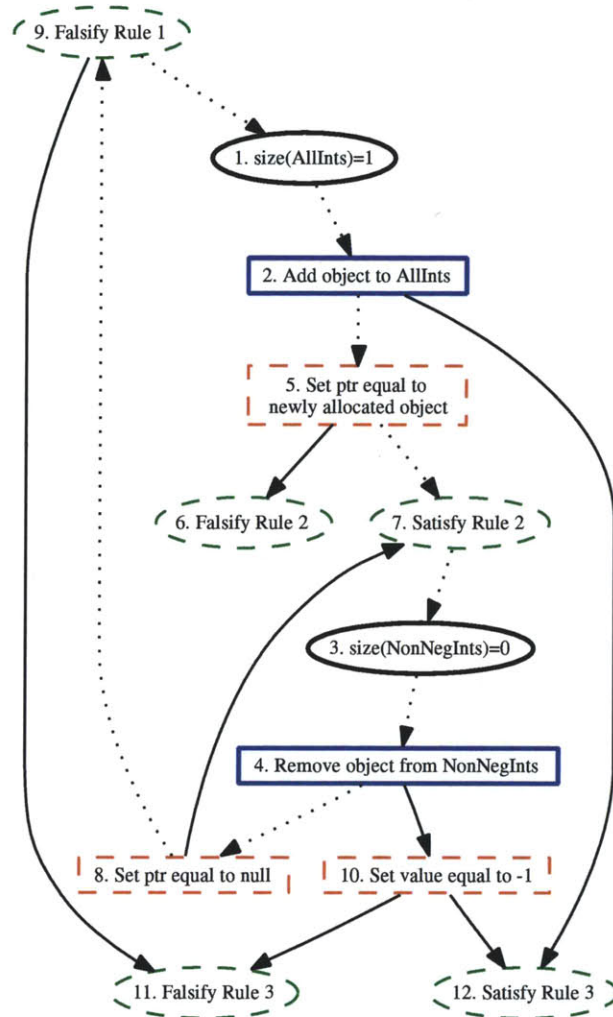 9. Falsify Rule 1
1. size(AllInts)=1
2. Add object to AllInts
5. Set ptr equal to
newly allocated object
6. Falsify Rule 2
7. Satisfy Rule 2
3. size(NonNegInts)=0
4. Remove object from NonNegInts
8. Set ptr equal to null
10. Set value equal to -1
11. Falsify Rule 3
12. Satisfy Rule 3